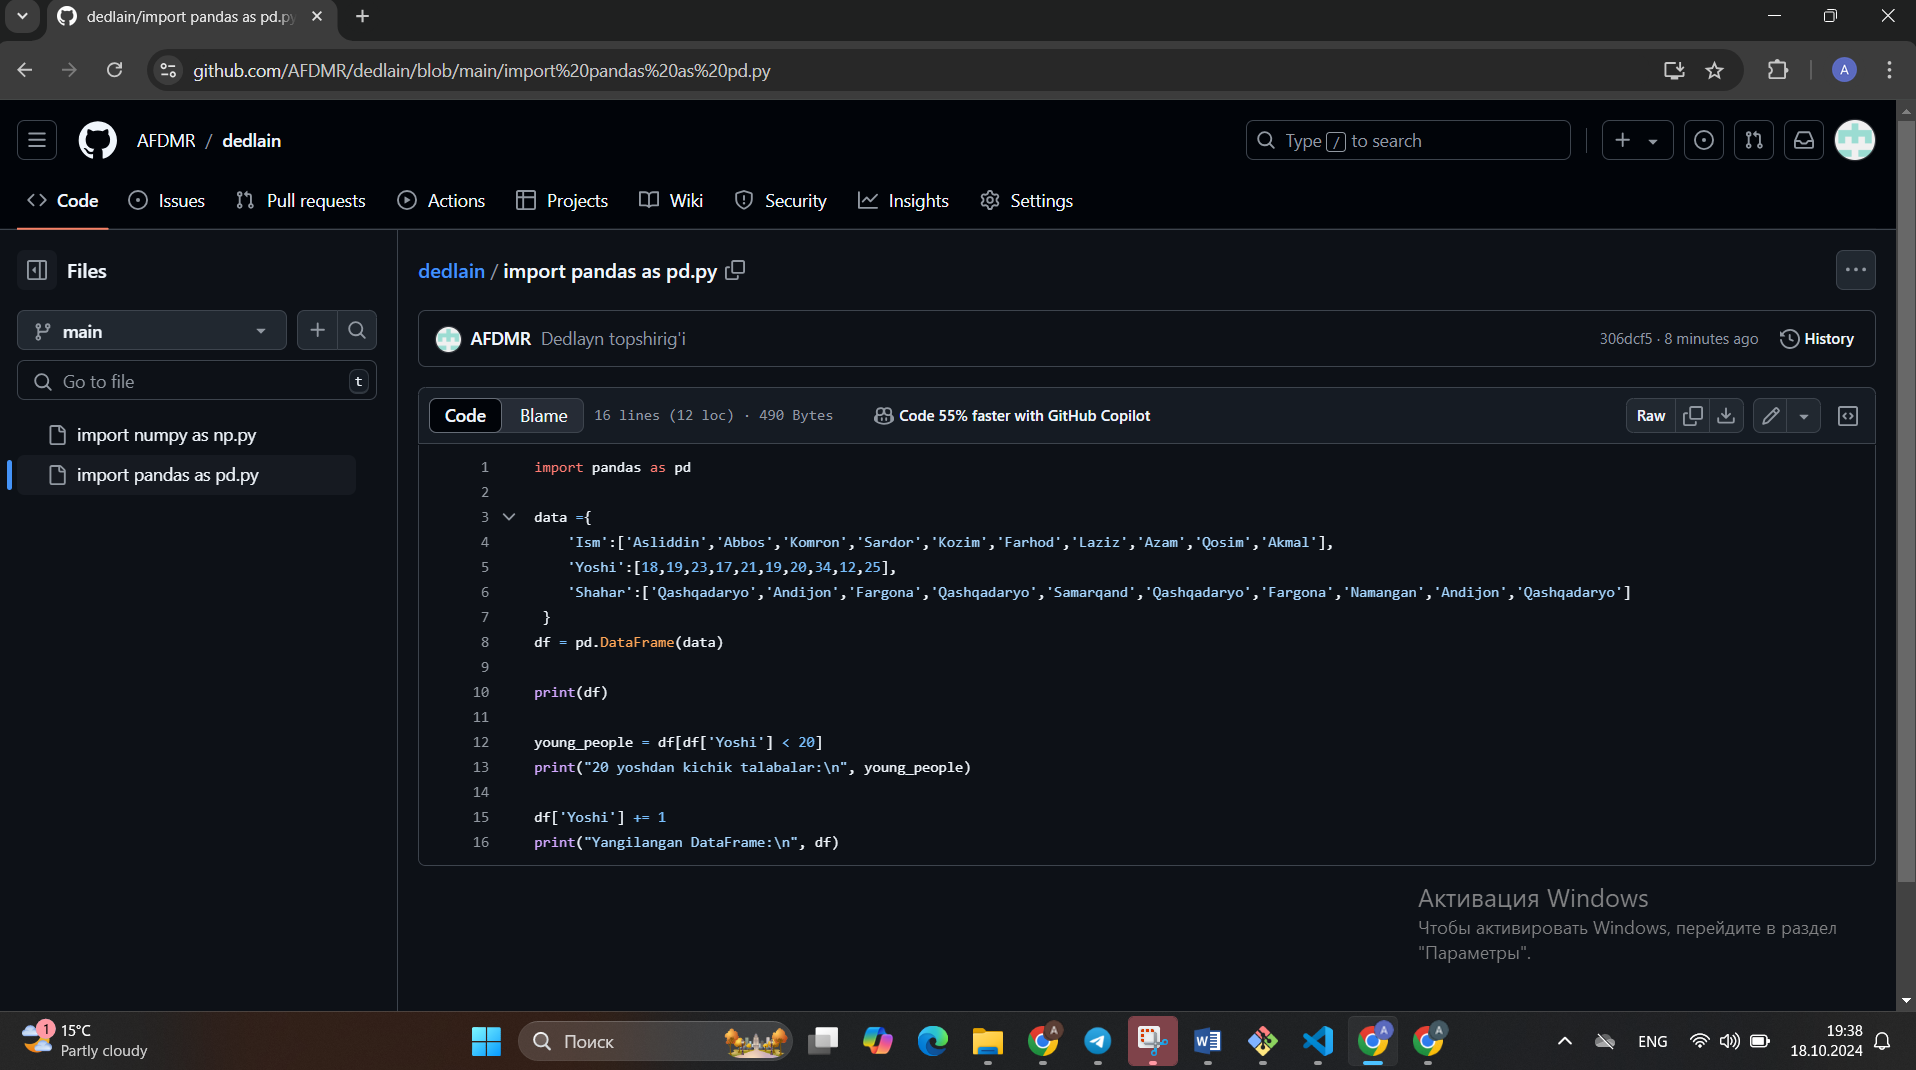 dedlain/import pandas as pd.py
github.com/AFDMR/dedlain/blob/main/import%20pandas%20as%20pd.py
A
AFDMR / dedlain
Type / to search
Code
Issues
Pull requests
Actions
Projects
Wiki
Security
Insights
Settings
Files
main
Go to file
t
import numpy as np.py
import pandas as pd.py
dedlain / import pandas as pd.py
AFDMR Dedlayn topshirig'i
306dcf5 · 8 minutes ago
History
Code
Blame
16 lines (12 loc) · 490 Bytes
Code 55% faster with GitHub Copilot
Raw
1 import pandas as pd
2
3 data ={
4 'Ism':['Asliddin','Abbos','Komron','Sardor','Kozim','Farhod','Laziz','Azam','Qosim','Akmal'],
5 'Yoshi':[18,19,23,17,21,19,20,34,12,25],
6 'Shahar':['Qashqadaryo','Andijon','Fargona','Qashqadaryo','Samarqand','Qashqadaryo','Fargona','Namangan','Andijon','Qashqadaryo']
7 }
8 df = pd.DataFrame(data)
9
10 print(df)
11
12 young_people = df[df['Yoshi'] < 20]
13 print("20 yoshdan kichik talabalar:\n", young_people)
14
15 df['Yoshi'] += 1
16 print("Yangilangan DataFrame:\n", df)
Активация Windows
Чтобы активировать Windows, перейдите в раздел
"Параметры".
1
15°C
Partly cloudy
Поиск
A
W
A
A
ENG
19:38
18.10.2024